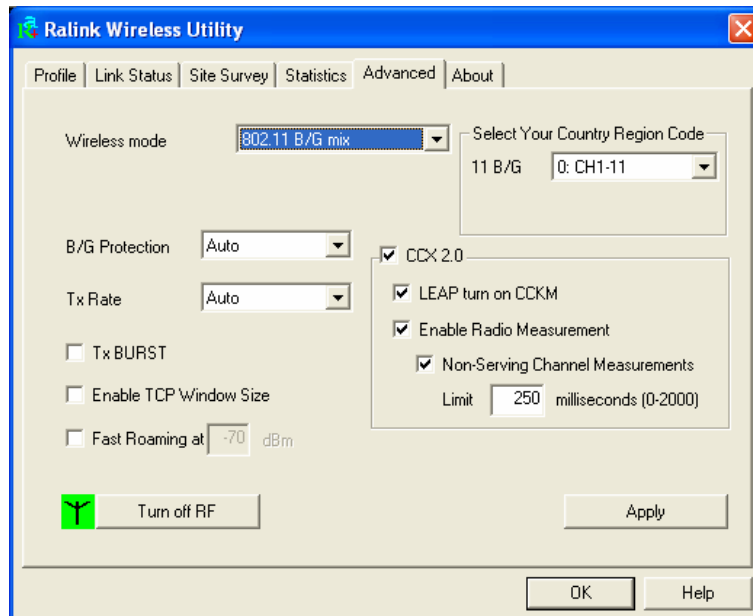 Ralink Wireless Utility
Profile Link Status Site Survey Statistics Advanced About
Wireless mode 802.11 B/G mix
Select Your Country Region Code
11 B/G 0: CH1-11
B/G Protection Auto
Tx Rate Auto
Tx BURST
Enable TCP Window Size
Fast Roaming at -70 dBm
CCX 2.0
LEAP turn on CCKM
Enable Radio Measurement
Non-Serving Channel Measurements
Limit 250 milliseconds (0-2000)
Turn off RF
Apply
OK Help